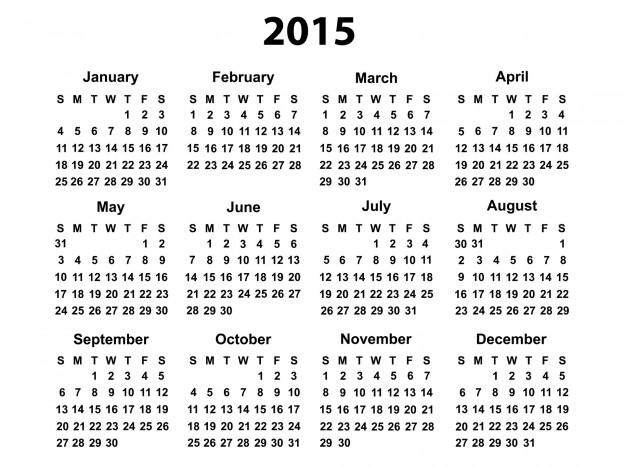 2015
January February March April
S M T W T F S S M T W T F S S M T W T F S S M T W T F S
1 2 3 1 2 3 4 5 6 7 1 2 3 4 5 6 7 1 2 3 4
4 5 6 7 8 9 10 8 9 10 11 12 13 14 8 9 10 11 12 13 14 5 6 7 8 9 10 11
11 12 13 14 15 16 17 15 16 17 18 19 20 21 15 16 17 18 19 20 21 12 13 14 15 16 17 18
18 19 20 21 22 23 24 22 23 24 25 26 27 28 22 23 24 25 26 27 28 19 20 21 22 23 24 25
25 26 27 28 29 30 31 29 30 31 26 27 28 29 30
May June July August
S M T W T F S S M T W T F S S M T W T F S S M T W T F S
31 1 2 1 2 3 4 5 6 1 2 3 4 30 31 1
3 4 5 6 7 8 9 7 8 9 10 11 12 13 5 6 7 8 9 10 11 2 3 4 5 6 7 8
10 11 12 13 14 15 16 14 15 16 17 18 19 20 12 13 14 15 16 17 18 9 10 11 12 13 14 15
17 18 19 20 21 22 23 21 22 23 24 25 26 27 19 20 21 22 23 24 25 16 17 18 19 20 21 22
24 25 26 27 28 29 30 28 29 30 26 27 28 29 30 31 23 24 25 26 27 28 29
September October November December
S M T W T F S S M T W T F S S M T W T F S S M T W T F S
1 2 3 4 5 1 2 3 1 2 3 4 5 6 7 1 2 3 4 5
6 7 8 9 10 11 12 4 5 6 7 8 9 10 8 9 10 11 12 13 14 6 7 8 9 10 11 12
13 14 15 16 17 18 19 11 12 13 14 15 16 17 15 16 17 18 19 20 21 13 14 15 16 17 18 19
20 21 22 23 24 25 26 18 19 20 21 22 23 24 22 23 24 25 26 27 28 20 21 22 23 24 25 26
27 28 29 30 25 26 27 28 29 30 31 29 30 27 28 29 30 31